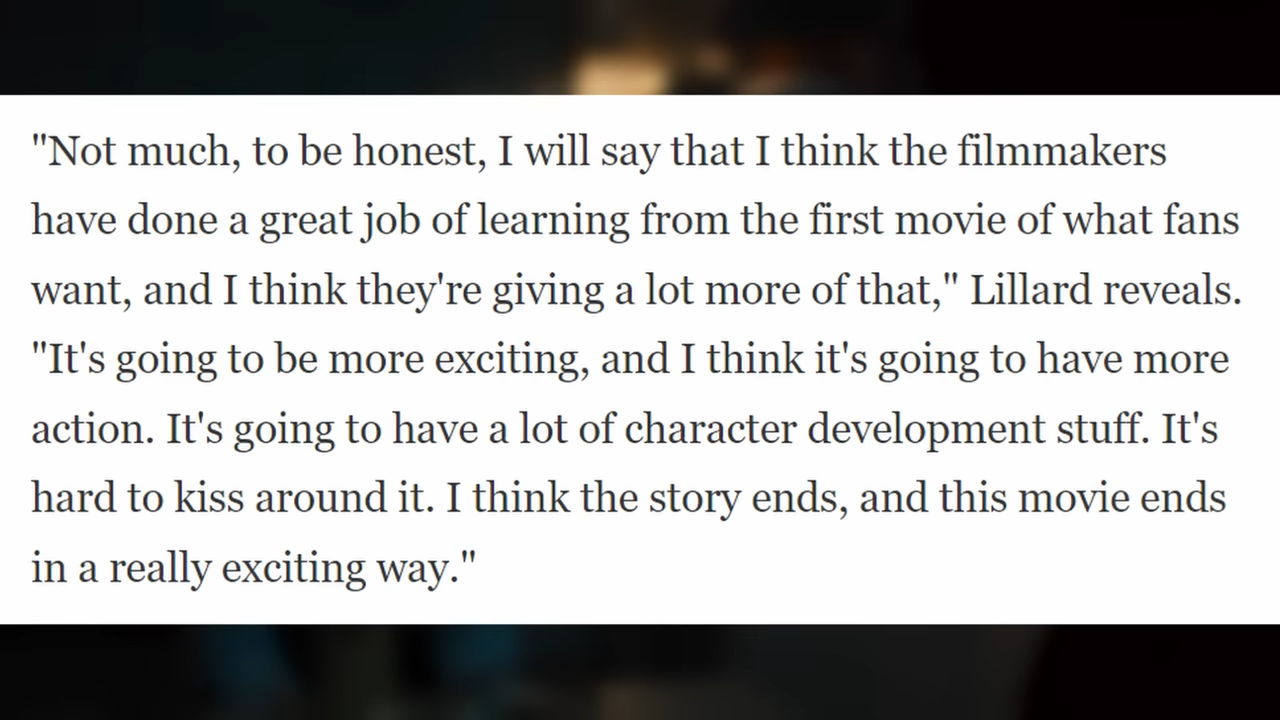 "Not much, to be honest, I will say that I think the filmmakers
have done a great job of learning from the first movie of what fans
want, and I think they're giving a lot more of that," Lillard reveals.
"It's going to be more exciting, and I think it's going to have more
action. It's going to have a lot of character development stuff. It's
hard to kiss around it. I think the story ends, and this movie ends
in a really exciting way."